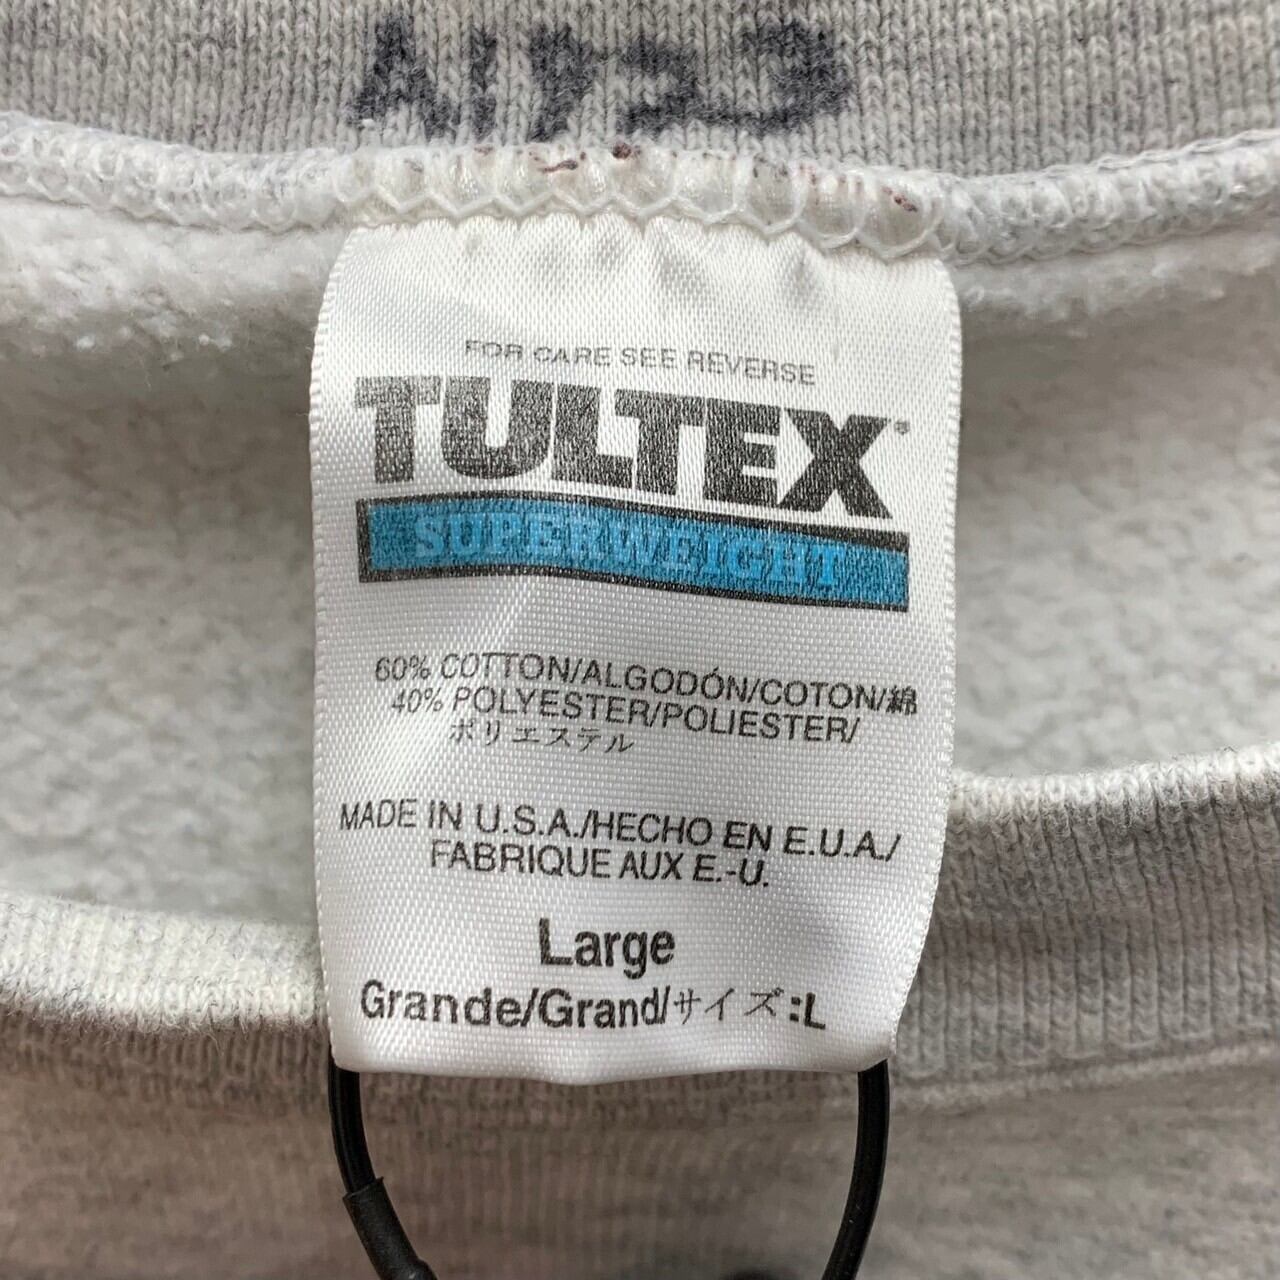 FOR CARE SEE REVERSE
TULTEX®
SUPERWEIGHT
60% COTTON/ALGODÓN/COTON/綿
40% POLYESTER/POLIESTER/
ポリエステル
MADE IN U.S.A./HECHO EN E.U.A./
FABRIQUE AUX E.-U.
Large
Grande/Grand/サイズ:L